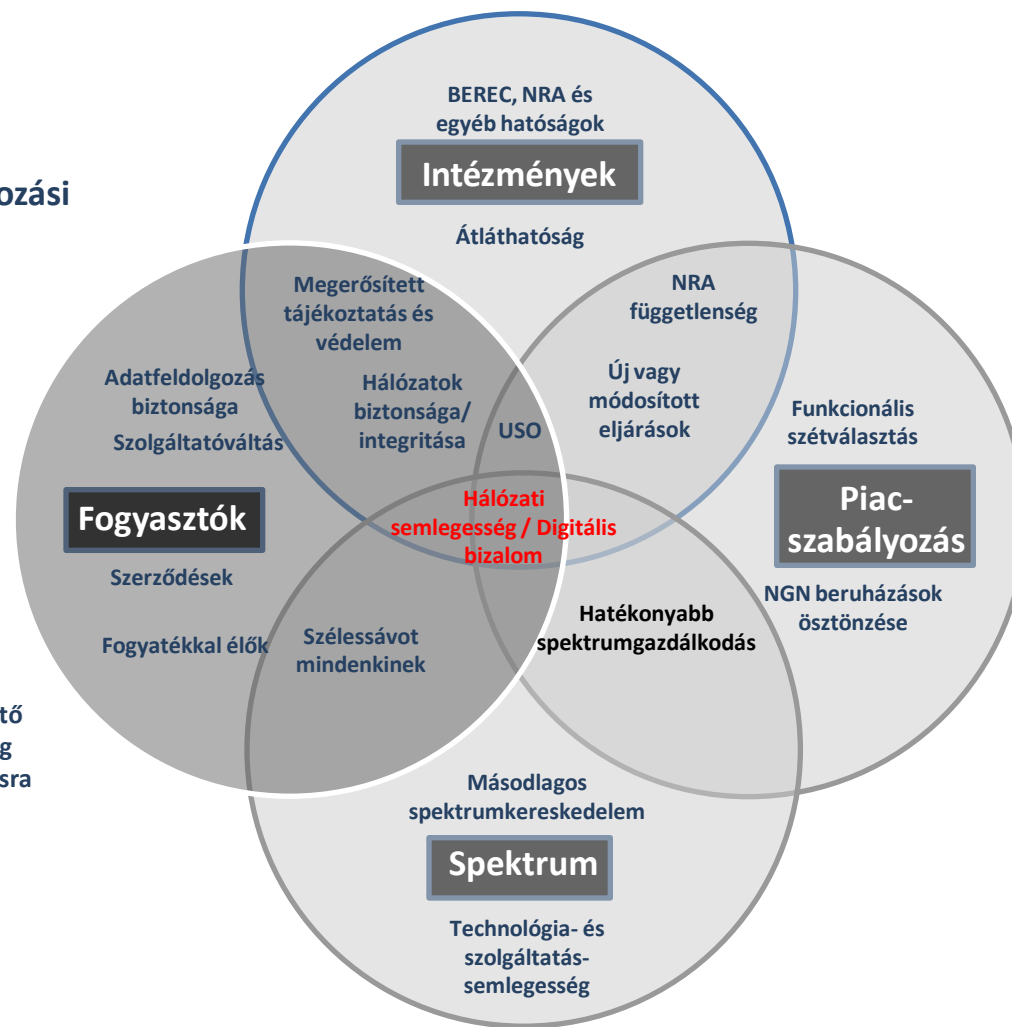 BEREC, NRA és
egyéb hatóságok
Intézmények
Átláthatóság
ozási
Megerősített
tájékoztatás és
védelem
NRA
függetlenség
Adatfeldolgozás
biztonsága
Szolgáltatóváltás
Hálózatok
biztonsága/
integritása
USO
Új vagy
módosított
eljárások
Funkcionális
szétválasztás
Fogyasztók
Hálózati
semlegesség / Digitális
bizalom
Piac-
szabályozás
Szerződések
NGN beruházások
ösztönzése
Hatékonyabb
spektrumgazdálkodás
Fogyatékkal élők
Szélessávot
mindenkinek
tő
g
sra
Másodlagos
spektrumkereskedelem
Spektrum
Technológia- és
szolgáltatás-
semlegesség